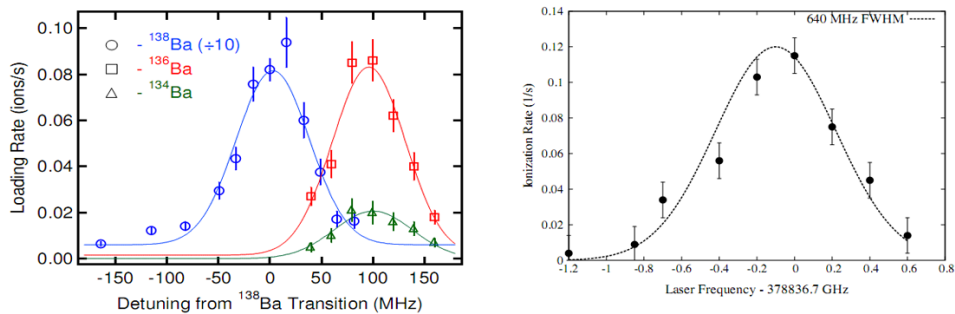 Loading Rate (ions/s)
0.10
0.08
0.06
0.04
0.02
0.00
○ - ¹³⁸Ba (÷10)
□ - ¹³⁶Ba
△ - ¹³⁴Ba
-150 -100 -50 0 50 100 150
Detuning from ¹³⁸Ba Transition (MHz)
640 MHz FWHM
Ionization Rate (1/s)
0.14
0.12
0.1
0.08
0.06
0.04
0.02
0
-1.2 -1 -0.8 -0.6 -0.4 -0.2 0 0.2 0.4 0.6 0.8
Laser Frequency - 378836.7 GHz